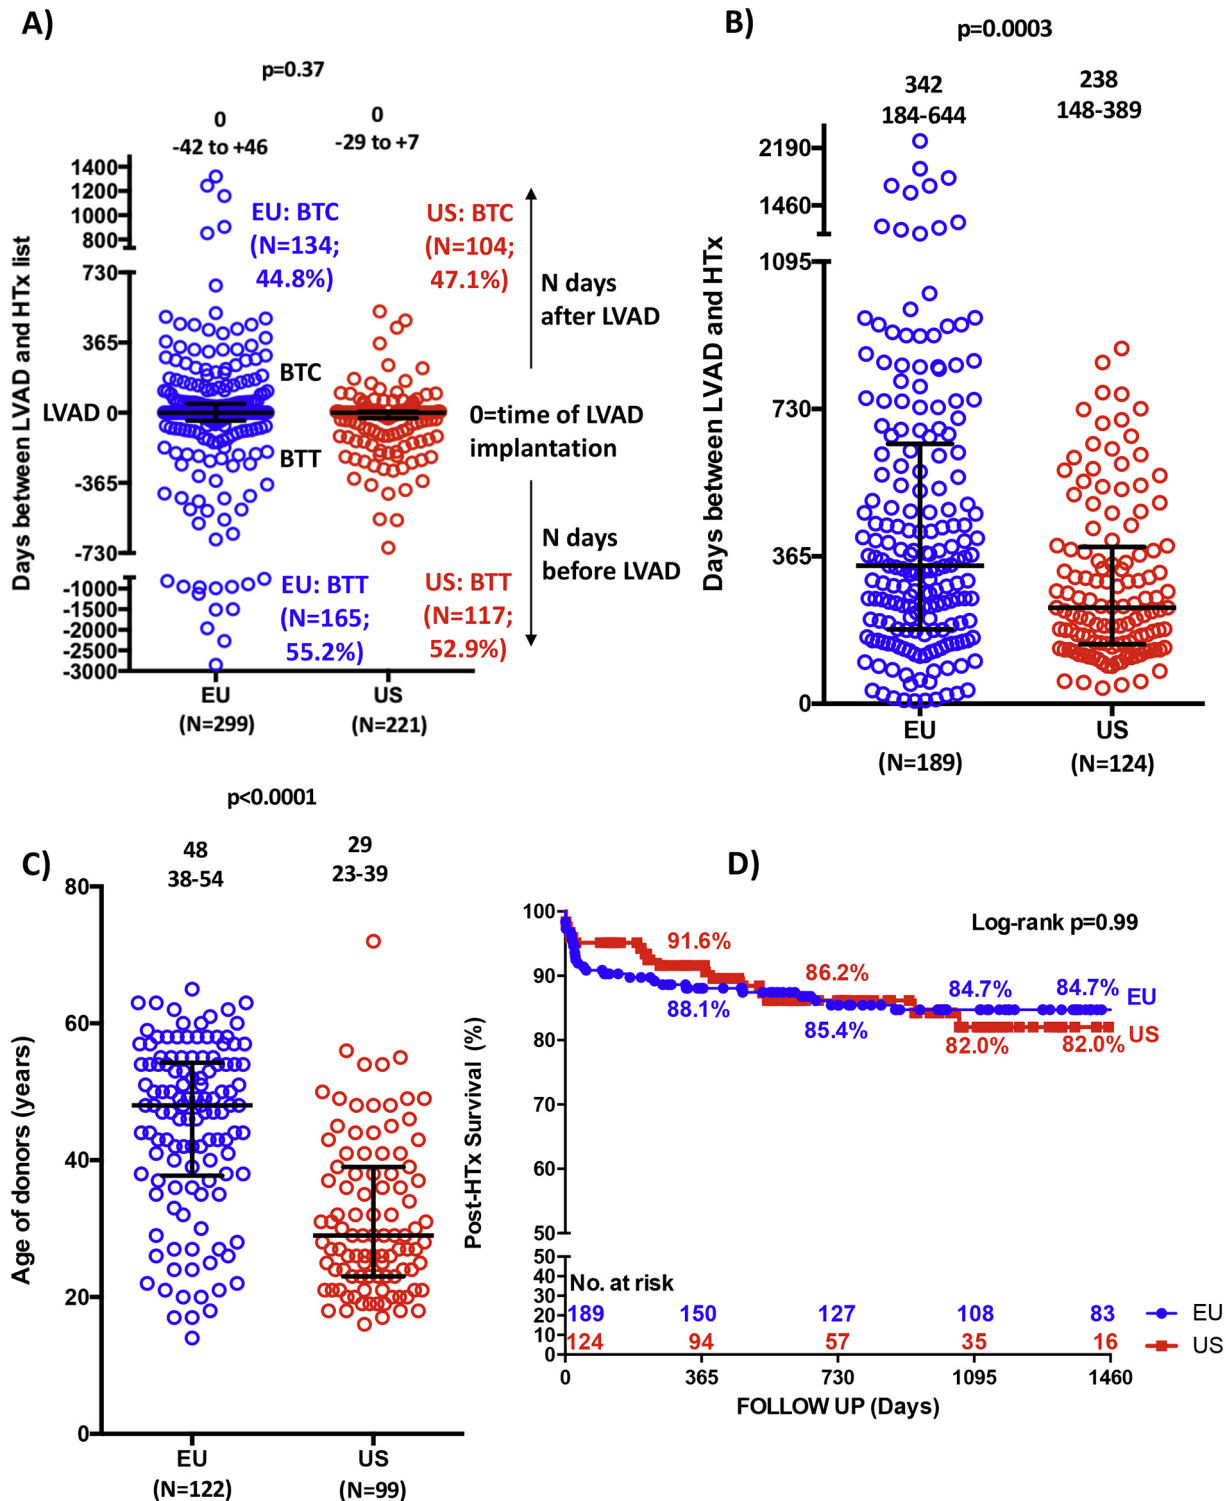 A)
p=0.37
0
-42 to +46
0
-29 to +7
Days between LVAD and HTx list
1400
1200
1000
800
730
365
LVAD 0
-365
-730
-1000
-1500
-2000
-2500
-3000
EU: BTC
(N=134;
44.8%)
US: BTC
(N=104;
47.1%)
N days
after LVAD
BTC
0=time of LVAD
implantation
BTT
N days
before LVAD
EU: BTT
(N=165;
55.2%)
US: BTT
(N=117;
52.9%)
EU
(N=299)
US
(N=221)
B)
p=0.0003
342
184-644
238
148-389
Days between LVAD and HTx
2190
1460
1095
730
365
0
EU
(N=189)
US
(N=124)
C)
p<0.0001
48
38-54
29
23-39
Age of donors (years)
80
60
40
20
0
EU
(N=122)
US
(N=99)
D)
Log-rank p=0.99
Post-HTx Survival (%)
100
90
80
70
60
50
91.6%
88.1%
86.2%
85.4%
84.7%
82.0%
84.7%
82.0%
EU
US
50
40
30
20
10
0
No. at risk
189 150 127 108 83
124 94 57 35 16
EU
US
0 365 730 1095 1460
FOLLOW UP (Days)